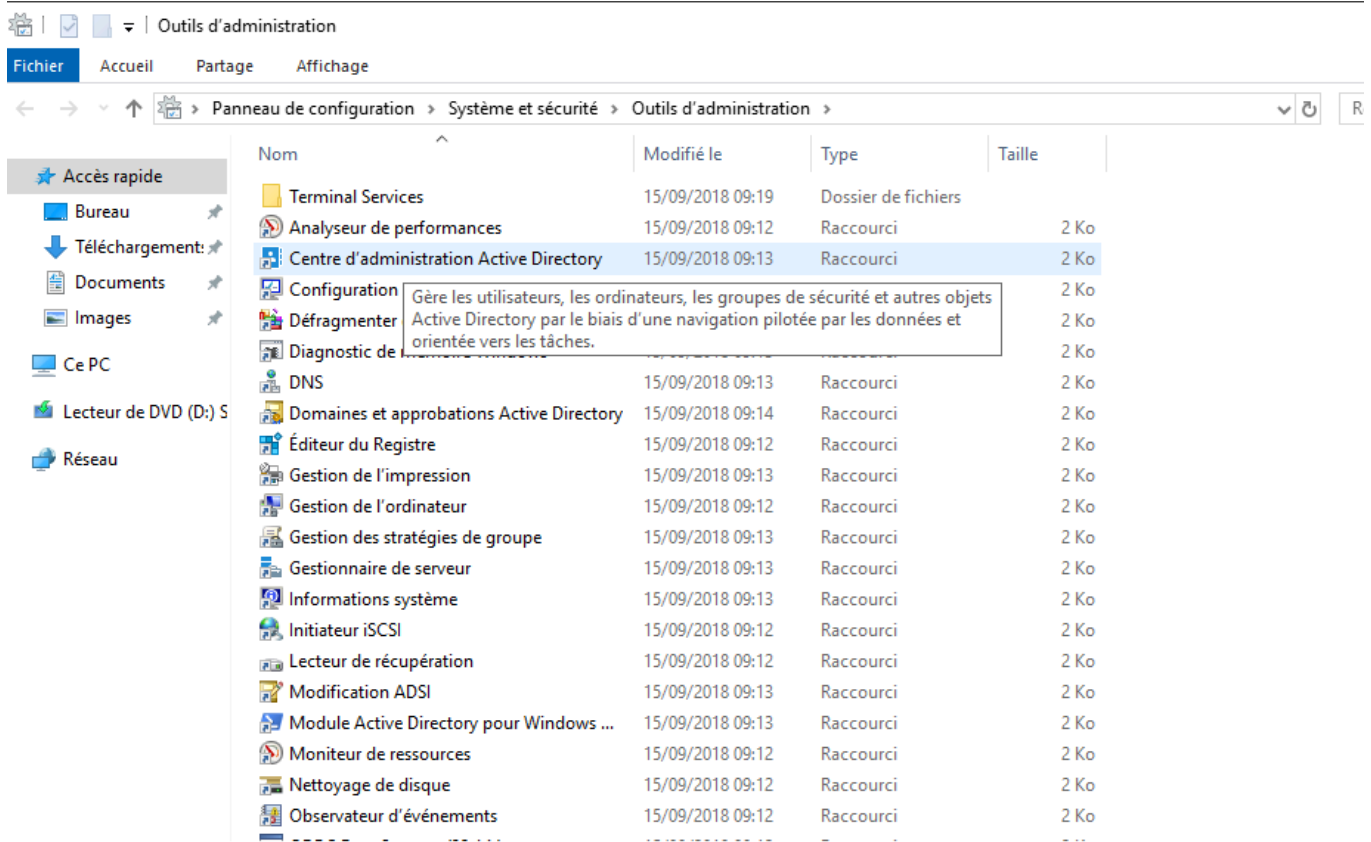 Outils d'administration
Fichier Accueil Partage Affichage
Panneau de configuration > Système et sécurité > Outils d'administration >
Nom Modifié le Type Taille
Accès rapide
Bureau
Téléchargement
Documents
Images
Ce PC
Lecteur de DVD (D:) S
Réseau
Terminal Services 15/09/2018 09:19 Dossier de fichiers
Analyseur de performances 15/09/2018 09:12 Raccourci 2 Ko
Centre d'administration Active Directory 15/09/2018 09:13 Raccourci 2 Ko
Configuration 2 Ko
Défragmenter 2 Ko
Diagnostic de 2 Ko
Gère les utilisateurs, les ordinateurs, les groupes de sécurité et autres objets
Active Directory par le biais d'une navigation pilotée par les données et
orientée vers les tâches.
DNS 15/09/2018 09:13 Raccourci 2 Ko
Domaines et approbations Active Directory 15/09/2018 09:14 Raccourci 2 Ko
Éditeur du Registre 15/09/2018 09:12 Raccourci 2 Ko
Gestion de l'impression 15/09/2018 09:13 Raccourci 2 Ko
Gestion de l'ordinateur 15/09/2018 09:12 Raccourci 2 Ko
Gestion des stratégies de groupe 15/09/2018 09:13 Raccourci 2 Ko
Gestionnaire de serveur 15/09/2018 09:13 Raccourci 2 Ko
Informations système 15/09/2018 09:13 Raccourci 2 Ko
Initiateur iSCSI 15/09/2018 09:12 Raccourci 2 Ko
Lecteur de récupération 15/09/2018 09:12 Raccourci 2 Ko
Modification ADSI 15/09/2018 09:13 Raccourci 2 Ko
Module Active Directory pour Windows ... 15/09/2018 09:13 Raccourci 2 Ko
Moniteur de ressources 15/09/2018 09:12 Raccourci 2 Ko
Nettoyage de disque 15/09/2018 09:12 Raccourci 2 Ko
Observateur d'événements 15/09/2018 09:12 Raccourci 2 Ko